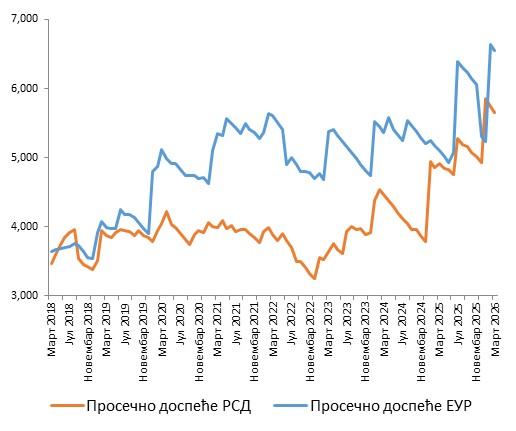 7,000
6,000
5,000
4,000
3,000
Март 2018
Јул 2018
Новембар 2018
Март 2019
Јул 2019
Новембар 2019
Март 2020
Јул 2020
Новембар 2020
Март 2021
Јул 2021
Новембар 2021
Март 2022
Јул 2022
Новембар 2022
Март 2023
Јул 2023
Новембар 2023
Март 2024
Јул 2024
Новембар 2024
Март 2025
Јул 2025
Новембар 2025
Март 2026
Просечно доспеће РСД
Просечно доспеће ЕУР